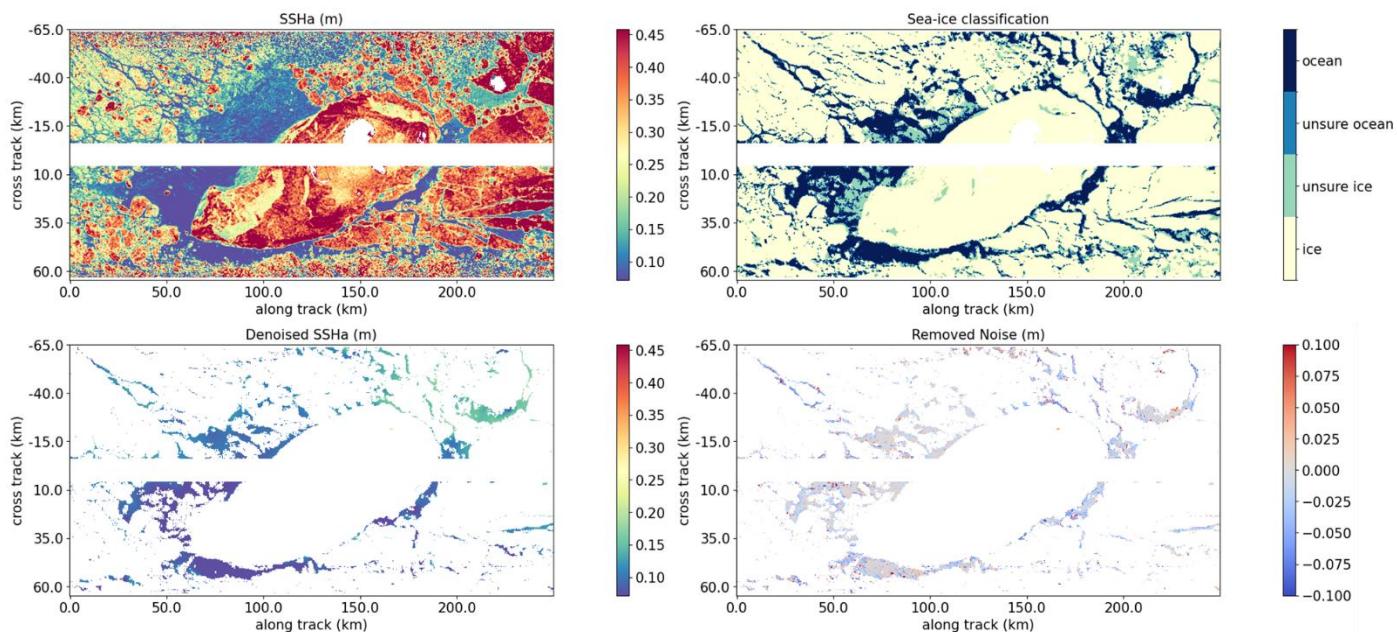 SSHa (m)
-65.0
-40.0
-15.0
10.0
35.0
60.0
cross track (km)
0.0 50.0 100.0 150.0 200.0
along track (km)
0.45
0.40
0.35
0.30
0.25
0.20
0.15
0.10
Sea-ice classification
-65.0
-40.0
-15.0
10.0
35.0
60.0
cross track (km)
0.0 50.0 100.0 150.0 200.0
along track (km)
ocean
unsure ocean
unsure ice
ice
Denoised SSHa (m)
-65.0
-40.0
-15.0
10.0
35.0
60.0
cross track (km)
0.0 50.0 100.0 150.0 200.0
along track (km)
0.45
0.40
0.35
0.30
0.25
0.20
0.15
0.10
Removed Noise (m)
-65.0
-40.0
-15.0
10.0
35.0
60.0
cross track (km)
0.0 50.0 100.0 150.0 200.0
along track (km)
0.100
0.075
0.050
0.025
0.000
−0.025
−0.050
−0.075
−0.100